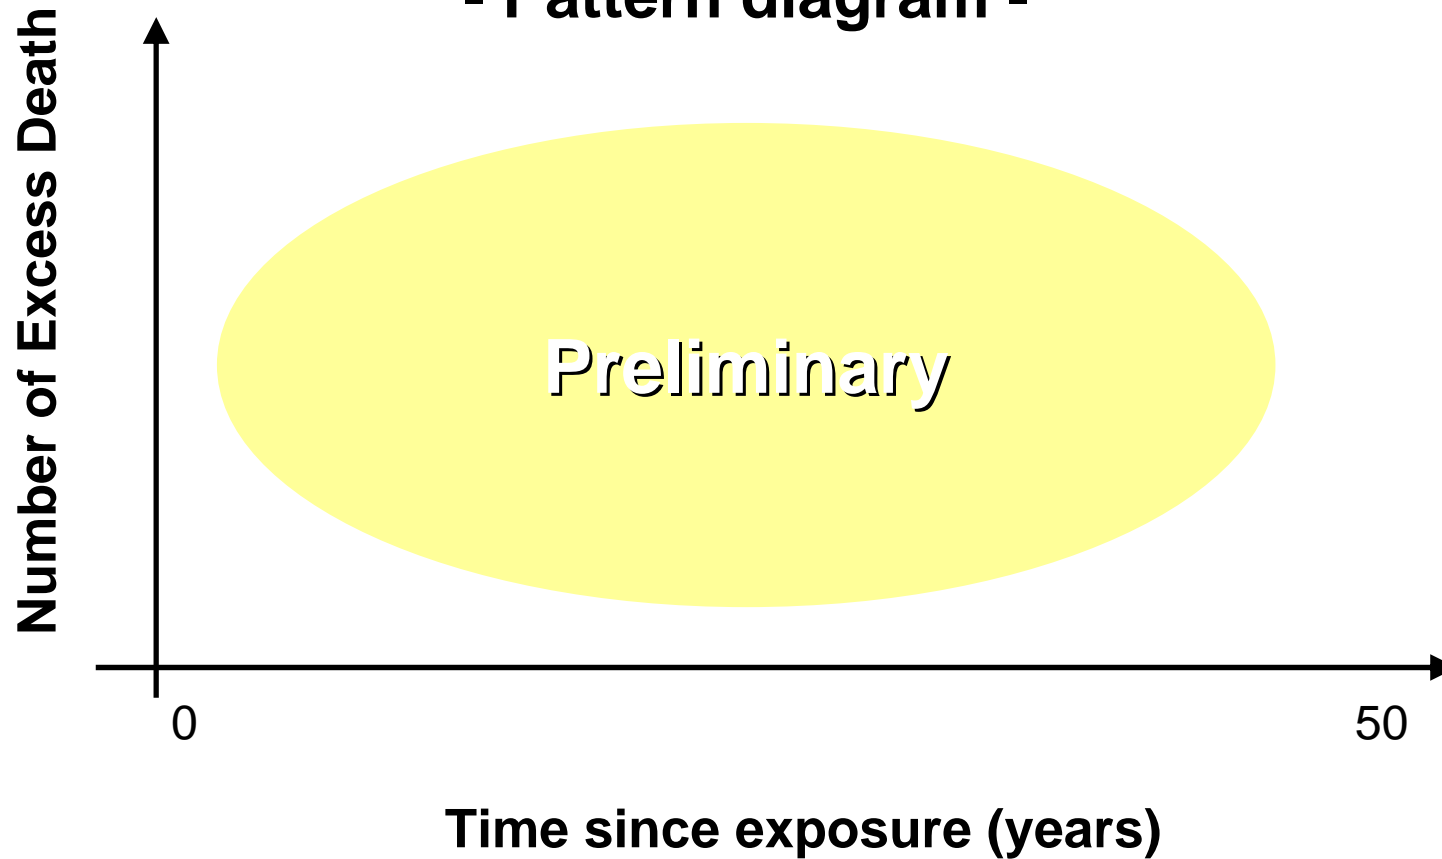 - Pattern diagram -
Number of Excess Death
Preliminary
0
50
Time since exposure (years)